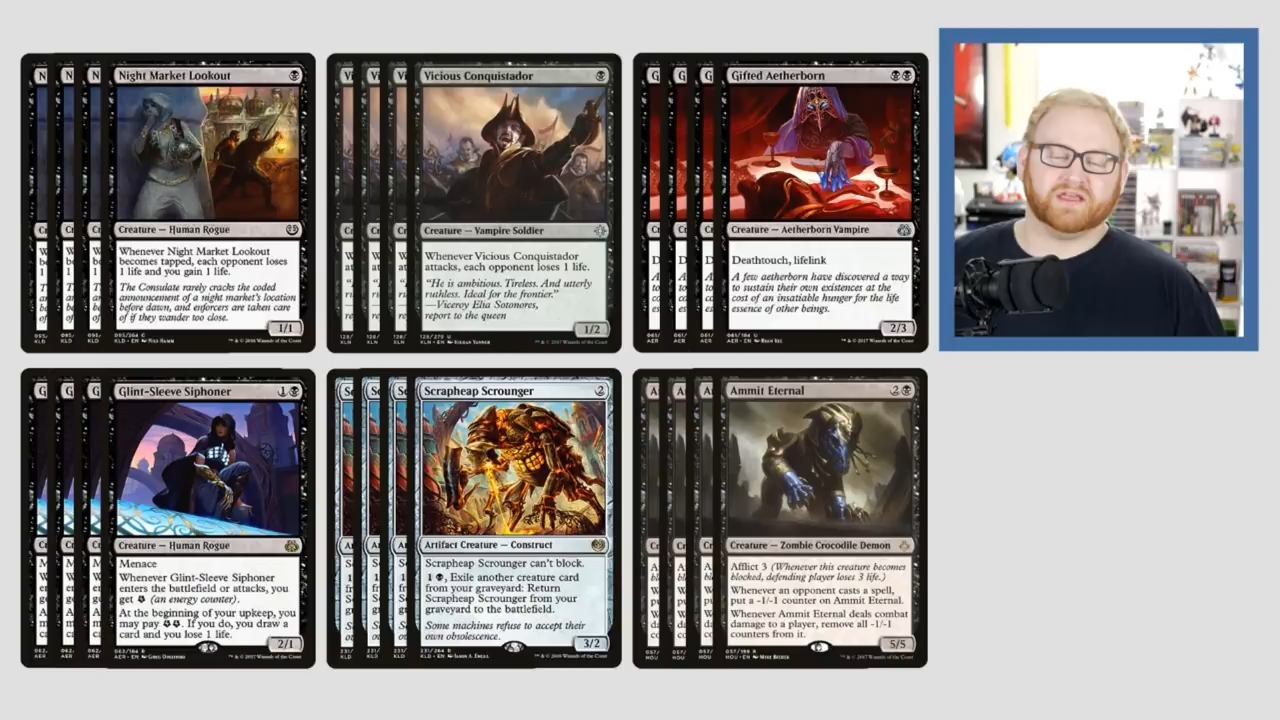 Night Market Lookout
Creature — Human Rogue
Whenever Night Market Lookout
becomes tapped, each opponent loses
1 life and you gain 1 life.
The Consulate rarely cracks the coded
announcement of a night market's location
before dawn, and enforcers are taken care
of if they wander too close.
1/1
Vicious Conquistador
Creature — Vampire Soldier
Whenever Vicious Conquistador
attacks, each opponent loses 1 life.
"He is ambitious. Tireless. And utterly
ruthless. Ideal for the frontier."
—Viceroy Elia Sotonores,
report to the queen
1/2
Gifted Aetherborn
Creature — Aetherborn Vampire
Deathtouch, lifelink
A few aetherborn have discovered a way
to sustain their own existences at the
cost of an insatiable hunger for the life
essence of other beings.
2/3
Glint-Sleeve Siphoner
1
Creature — Human Rogue
Menace
Whenever Glint-Sleeve Siphoner
enters the battlefield or attacks, you
get (an energy counter).
At the beginning of your upkeep, you
may pay . If you do, you draw a
card and you lose 1 life.
2/1
Scrapheap Scrounger
2
Artifact Creature — Construct
Scrapheap Scrounger can't block.
1 , Exile another creature card
from your graveyard: Return
Scrapheap Scrounger from your
graveyard to the battlefield.
Some machines refuse to accept their
own obsolescence.
3/2
Ammit Eternal
2
Creature — Zombie Crocodile Demon
Afflict 3 (Whenever this creature becomes
blocked, defending player loses 3 life.)
Whenever an opponent casts a spell,
put a -1/-1 counter on Ammit Eternal.
Whenever Ammit Eternal deals combat
damage to a player, remove all -1/-1
counters from it.
5/5